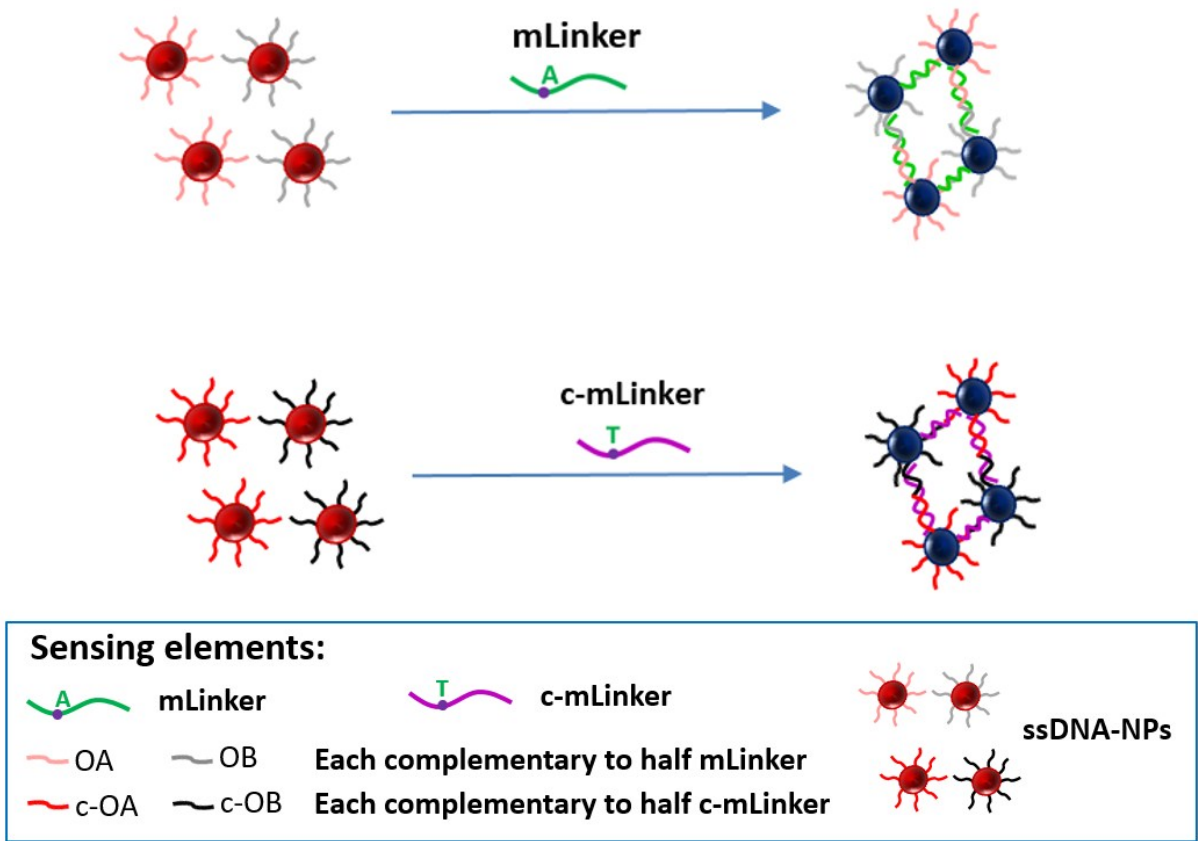 mLinker
A
c-mLinker
T
Sensing elements:
A mLinker T c-mLinker
ssDNA-NPs
OA OB Each complementary to half mLinker
c-OA c-OB Each complementary to half c-mLinker